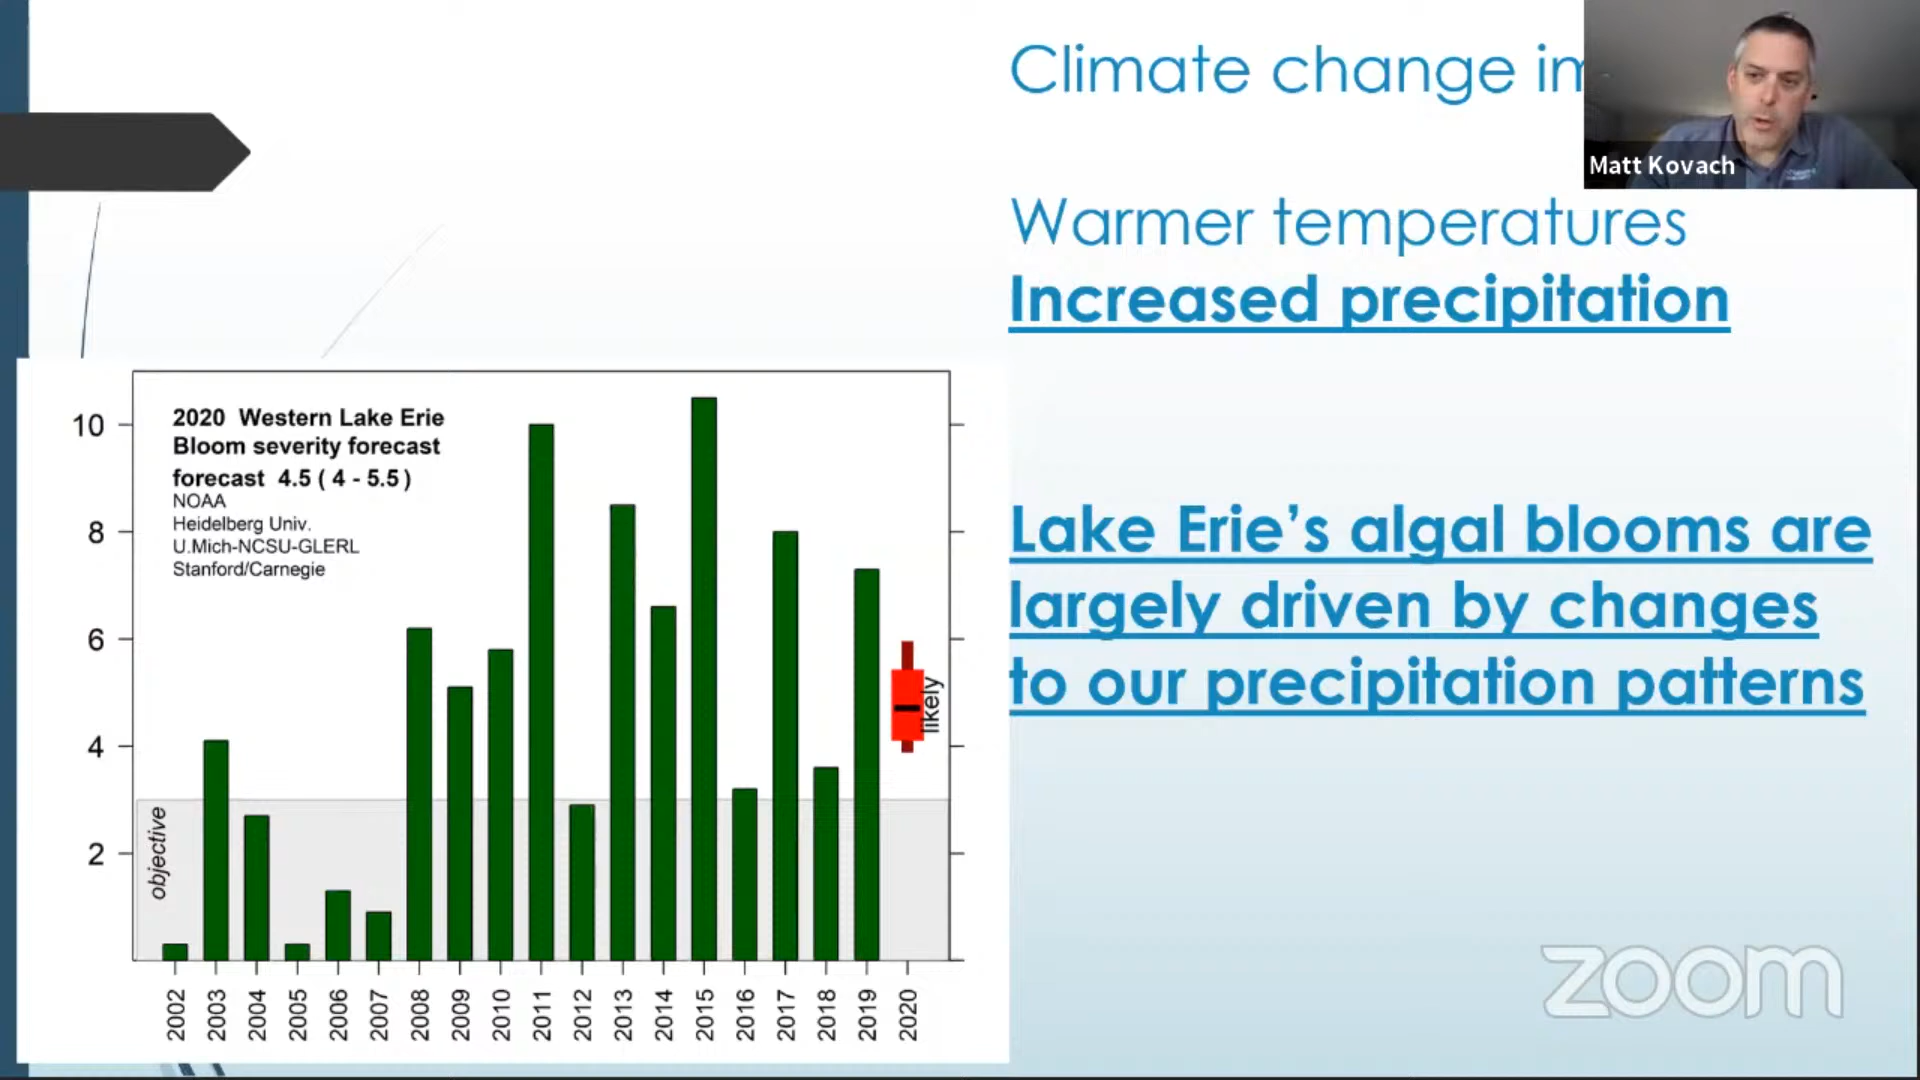 Climate change im
Matt Kovach
Warmer temperatures
Increased precipitation
2020 Western Lake Erie
Bloom severity forecast
forecast 4.5 ( 4 - 5.5 )
NOAA
Heidelberg Univ.
U.Mich-NCSU-GLERL
Stanford/Carnegie
10
8
6
4
2
objective
likely
2002
2003
2004
2005
2006
2007
2008
2009
2010
2011
2012
2013
2014
2015
2016
2017
2018
2019
2020
Lake Erie’s algal blooms are
largely driven by changes
to our precipitation patterns
zoom